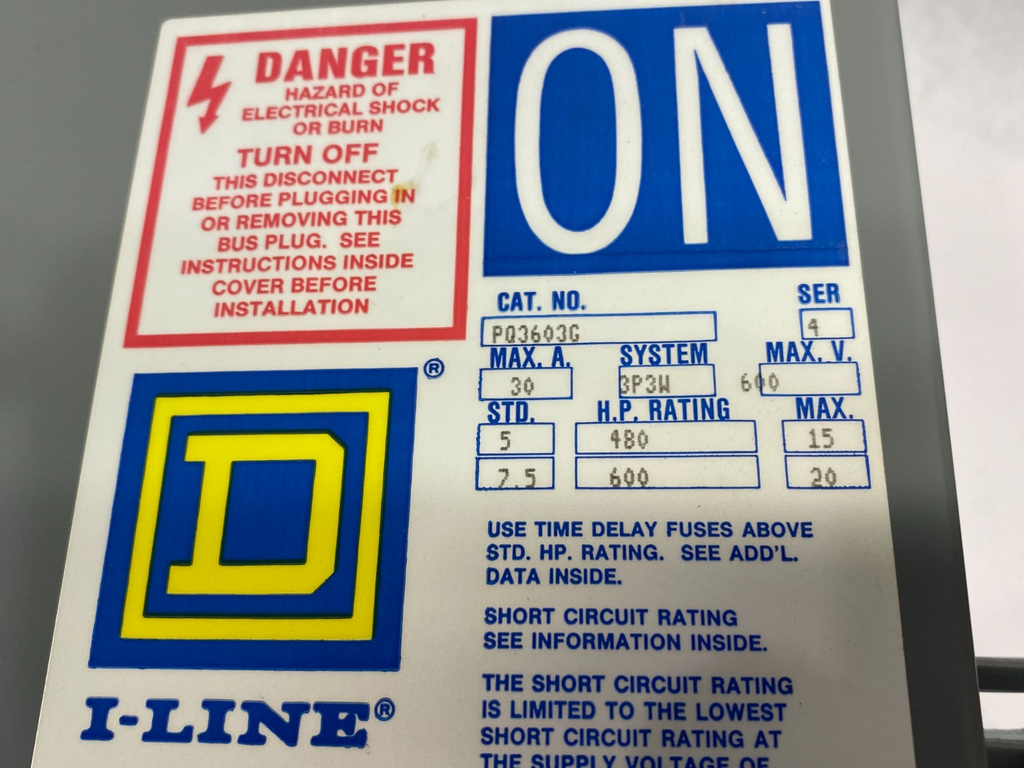 DANGER
HAZARD OF
ELECTRICAL SHOCK
OR BURN
TURN OFF
THIS DISCONNECT
BEFORE PLUGGING IN
OR REMOVING THIS
BUS PLUG. SEE
INSTRUCTIONS INSIDE
COVER BEFORE
INSTALLATION
D ®
I-LINE®
ON
CAT. NO. SER
PQ3603G 4
MAX. A. SYSTEM MAX. V.
30 3P3W 600
STD. H.P. RATING MAX.
5 480 15
7.5 600 20
USE TIME DELAY FUSES ABOVE
STD. HP. RATING. SEE ADD'L.
DATA INSIDE.
SHORT CIRCUIT RATING
SEE INFORMATION INSIDE.
THE SHORT CIRCUIT RATING
IS LIMITED TO THE LOWEST
SHORT CIRCUIT RATING AT
THE SUPPLY VOLTAGE OF